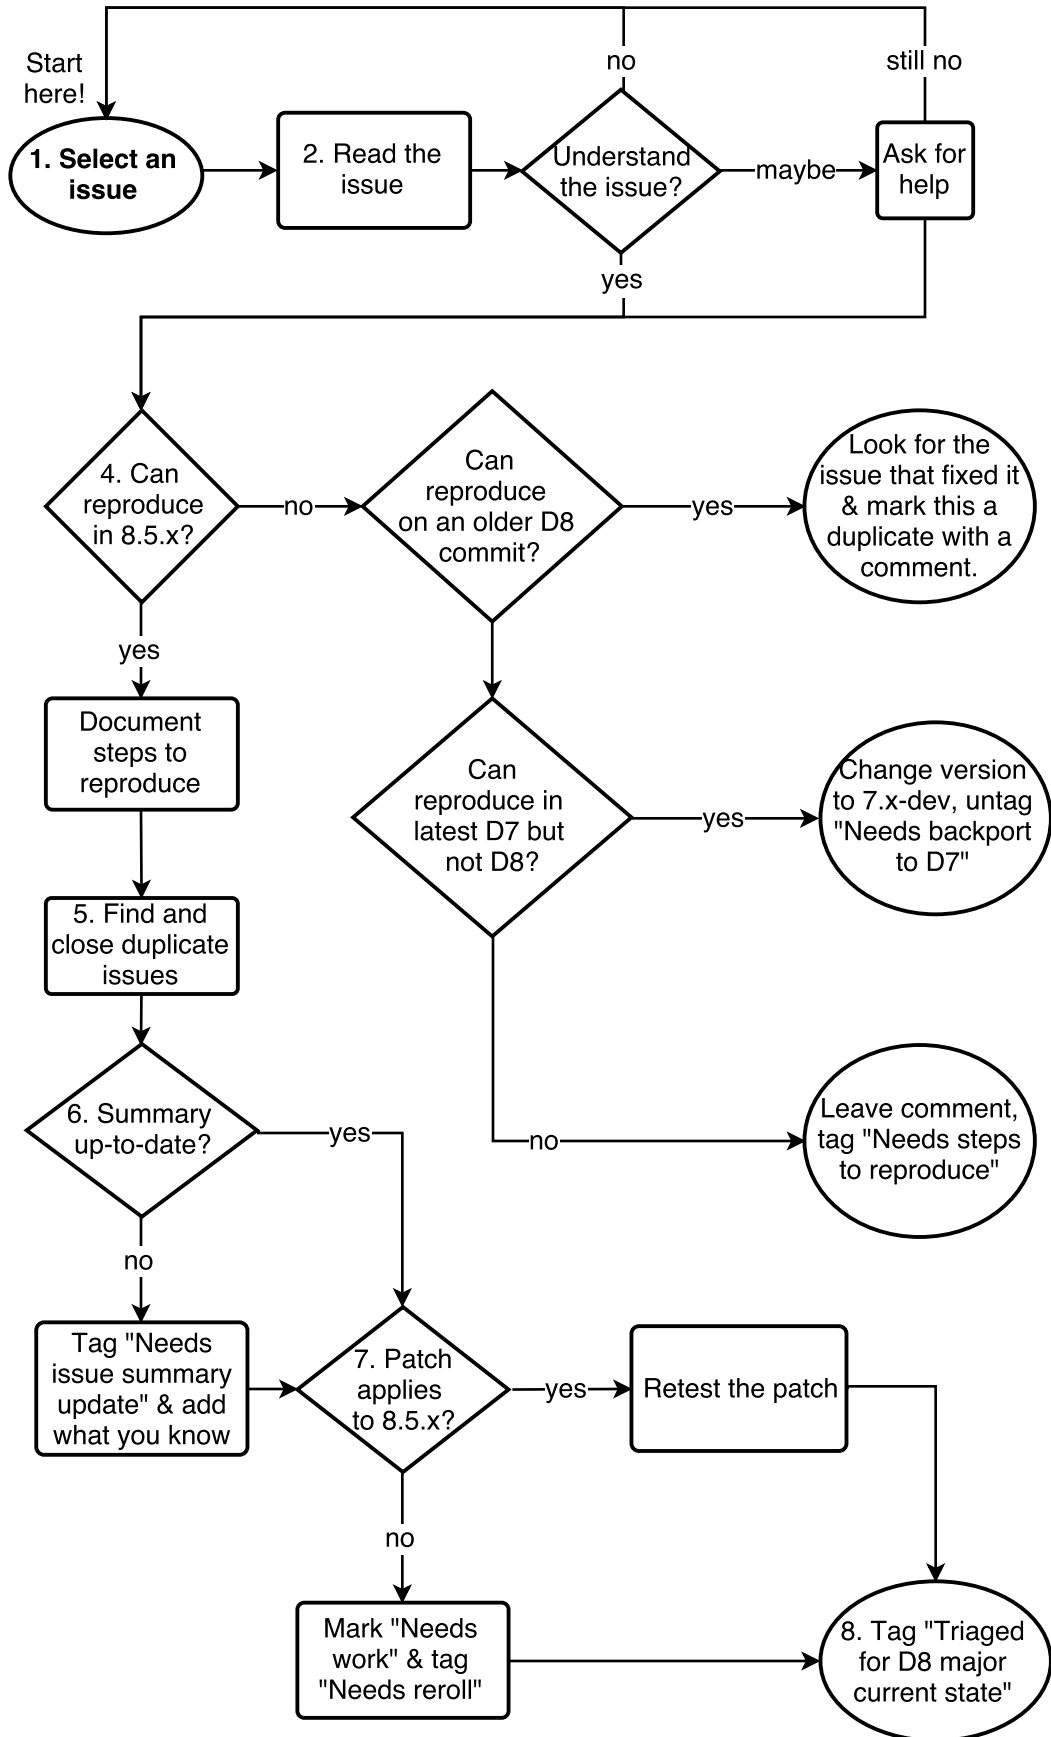 no
still no
Start
here!
1. Select an
issue
2. Read the
issue
Understand
the issue?
maybe
Ask for
help
yes
4. Can
reproduce
in 8.5.x?
no
Can
reproduce
on an older D8
commit?
yes
Look for the
issue that fixed it
& mark this a
duplicate with a
comment.
yes
Document
steps to
reproduce
Can
reproduce in
latest D7 but
not D8?
yes
Change version
to 7.x-dev, untag
"Needs backport
to D7"
5. Find and
close duplicate
issues
6. Summary
up-to-date?
yes
no
Leave comment,
tag "Needs steps
to reproduce"
no
Tag "Needs
issue summary
update" & add
what you know
7. Patch
applies
to 8.5.x?
yes
Retest the patch
no
Mark "Needs
work" & tag
"Needs reroll"
8. Tag "Triaged
for D8 major
current state"